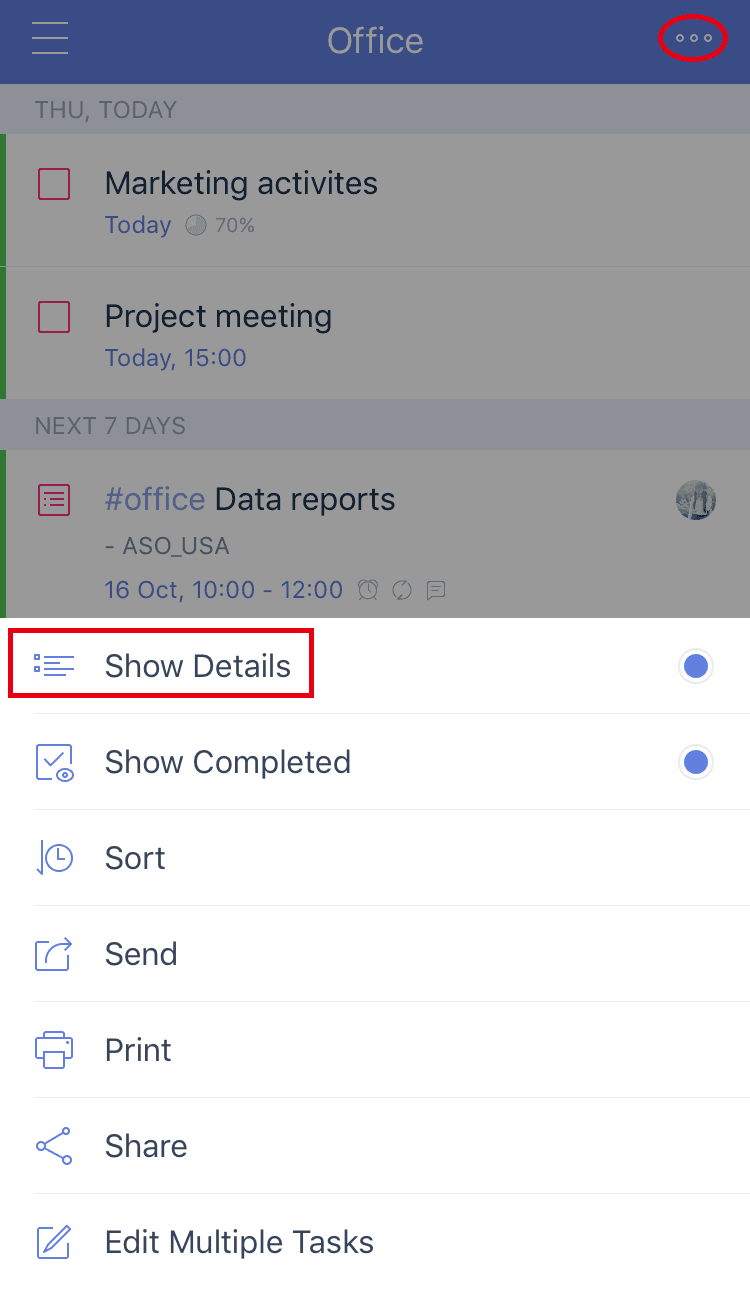 Office
THU, TODAY
Marketing activites
Today 70%
Project meeting
Today, 15:00
NEXT 7 DAYS
#office Data reports
- ASO_USA
16 Oct, 10:00 - 12:00
Show Details
Show Completed
Sort
Send
Print
Share
Edit Multiple Tasks